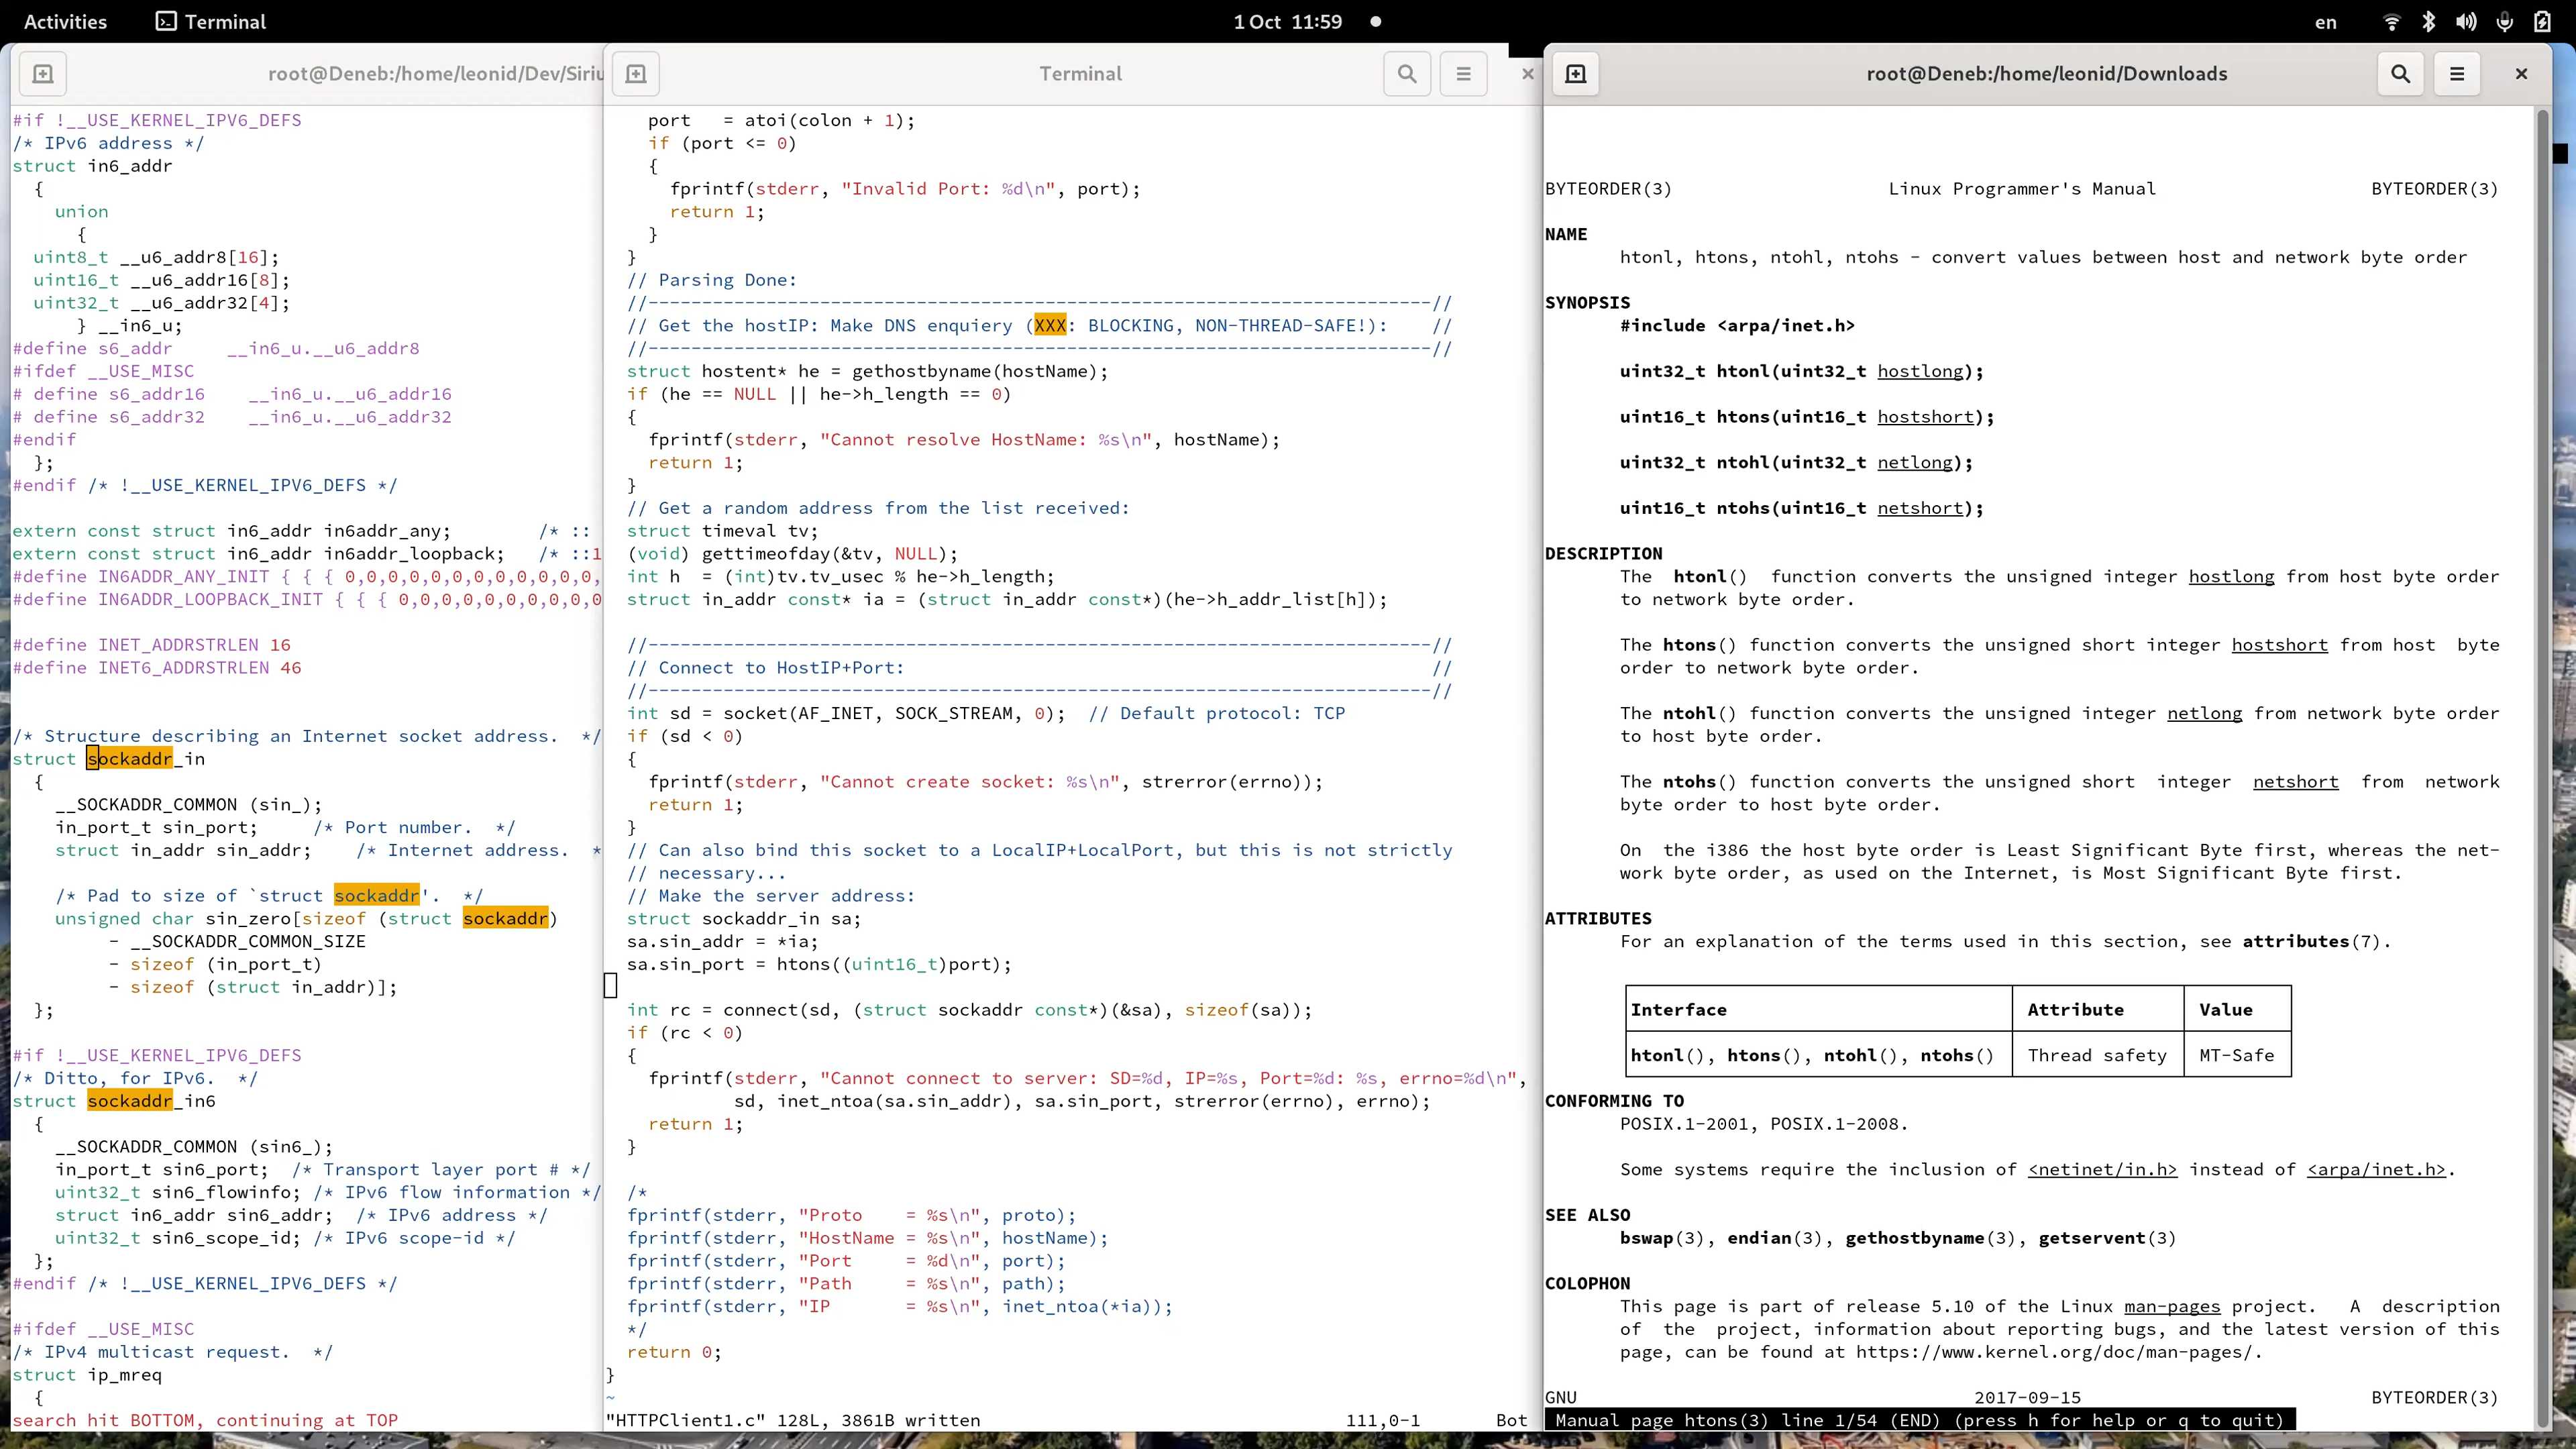 Activities Terminal 1 Oct 11:59 en
root@Deneb:/home/leonid/Dev/Siriu
#if !__USE_KERNEL_IPV6_DEFS
/* IPv6 address */
struct in6_addr
{
union
{
uint8_t __u6_addr8[16];
uint16_t __u6_addr16[8];
uint32_t __u6_addr32[4];
} __in6_u;
#define s6_addr __in6_u.__u6_addr8
#ifdef __USE_MISC
# define s6_addr16 __in6_u.__u6_addr16
# define s6_addr32 __in6_u.__u6_addr32
#endif
};
#endif /* !__USE_KERNEL_IPV6_DEFS */
extern const struct in6_addr in6addr_any; /* ::
extern const struct in6_addr in6addr_loopback; /* ::1
#define IN6ADDR_ANY_INIT { { { 0,0,0,0,0,0,0,0,0,0,0,0,
#define IN6ADDR_LOOPBACK_INIT { { { 0,0,0,0,0,0,0,0,0,0
#define INET_ADDRSTRLEN 16
#define INET6_ADDRSTRLEN 46
/* Structure describing an Internet socket address. */
struct sockaddr_in
{
__SOCKADDR_COMMON (sin_);
in_port_t sin_port; /* Port number. */
struct in_addr sin_addr; /* Internet address. *
/* Pad to size of `struct sockaddr'. */
unsigned char sin_zero[sizeof (struct sockaddr)
- __SOCKADDR_COMMON_SIZE
- sizeof (in_port_t)
- sizeof (struct in_addr)];
};
#if !__USE_KERNEL_IPV6_DEFS
/* Ditto, for IPv6. */
struct sockaddr_in6
{
__SOCKADDR_COMMON (sin6_);
in_port_t sin6_port; /* Transport layer port # */
uint32_t sin6_flowinfo; /* IPv6 flow information */
struct in6_addr sin6_addr; /* IPv6 address */
uint32_t sin6_scope_id; /* IPv6 scope-id */
};
#endif /* !__USE_KERNEL_IPV6_DEFS */
#ifdef __USE_MISC
/* IPv4 multicast request. */
struct ip_mreq
{
search hit BOTTOM, continuing at TOP
Terminal
port = atoi(colon + 1);
if (port <= 0)
{
fprintf(stderr, "Invalid Port: %d\n", port);
return 1;
}
}
// Parsing Done:
//-------------------------------------------------------------------------//
// Get the hostIP: Make DNS enquiery (XXX: BLOCKING, NON-THREAD-SAFE!): //
//-------------------------------------------------------------------------//
struct hostent* he = gethostbyname(hostName);
if (he == NULL || he->h_length == 0)
{
fprintf(stderr, "Cannot resolve HostName: %s\n", hostName);
return 1;
}
// Get a random address from the list received:
struct timeval tv;
(void) gettimeofday(&tv, NULL);
int h = (int)tv.tv_usec % he->h_length;
struct in_addr const* ia = (struct in_addr const*)(he->h_addr_list[h]);
//-------------------------------------------------------------------------//
// Connect to HostIP+Port: //
//-------------------------------------------------------------------------//
int sd = socket(AF_INET, SOCK_STREAM, 0); // Default protocol: TCP
if (sd < 0)
{
fprintf(stderr, "Cannot create socket: %s\n", strerror(errno));
return 1;
}
// Can also bind this socket to a LocalIP+LocalPort, but this is not strictly
// necessary...
// Make the server address:
struct sockaddr_in sa;
sa.sin_addr = *ia;
sa.sin_port = htons((uint16_t)port);
int rc = connect(sd, (struct sockaddr const*)(&sa), sizeof(sa));
if (rc < 0)
{
fprintf(stderr, "Cannot connect to server: SD=%d, IP=%s, Port=%d: %s, errno=%d\n",
sd, inet_ntoa(sa.sin_addr), sa.sin_port, strerror(errno), errno);
return 1;
}
/*
fprintf(stderr, "Proto = %s\n", proto);
fprintf(stderr, "HostName = %s\n", hostName);
fprintf(stderr, "Port = %d\n", port);
fprintf(stderr, "Path = %s\n", path);
fprintf(stderr, "IP = %s\n", inet_ntoa(*ia));
*/
return 0;
}
~
"HTTPClient1.c" 128L, 3861B written 111,0-1 Bot
root@Deneb:/home/leonid/Downloads
BYTEORDER(3) Linux Programmer's Manual BYTEORDER(3)
NAME
htonl, htons, ntohl, ntohs - convert values between host and network byte order
SYNOPSIS
#include <arpa/inet.h>
uint32_t htonl(uint32_t hostlong);
uint16_t htons(uint16_t hostshort);
uint32_t ntohl(uint32_t netlong);
uint16_t ntohs(uint16_t netshort);
DESCRIPTION
The htonl() function converts the unsigned integer hostlong from host byte order
to network byte order.
The htons() function converts the unsigned short integer hostshort from host byte
order to network byte order.
The ntohl() function converts the unsigned integer netlong from network byte order
to host byte order.
The ntohs() function converts the unsigned short integer netshort from network
byte order to host byte order.
On the i386 the host byte order is Least Significant Byte first, whereas the net-
work byte order, as used on the Internet, is Most Significant Byte first.
ATTRIBUTES
For an explanation of the terms used in this section, see attributes(7).
Interface Attribute Value
htonl(), htons(), ntohl(), ntohs() Thread safety MT-Safe
CONFORMING TO
POSIX.1-2001, POSIX.1-2008.
Some systems require the inclusion of <netinet/in.h> instead of <arpa/inet.h>.
SEE ALSO
bswap(3), endian(3), gethostbyname(3), getservent(3)
COLOPHON
This page is part of release 5.10 of the Linux man-pages project. A description
of the project, information about reporting bugs, and the latest version of this
page, can be found at https://www.kernel.org/doc/man-pages/.
GNU 2017-09-15 BYTEORDER(3)
Manual page htons(3) line 1/54 (END) (press h for help or q to quit)